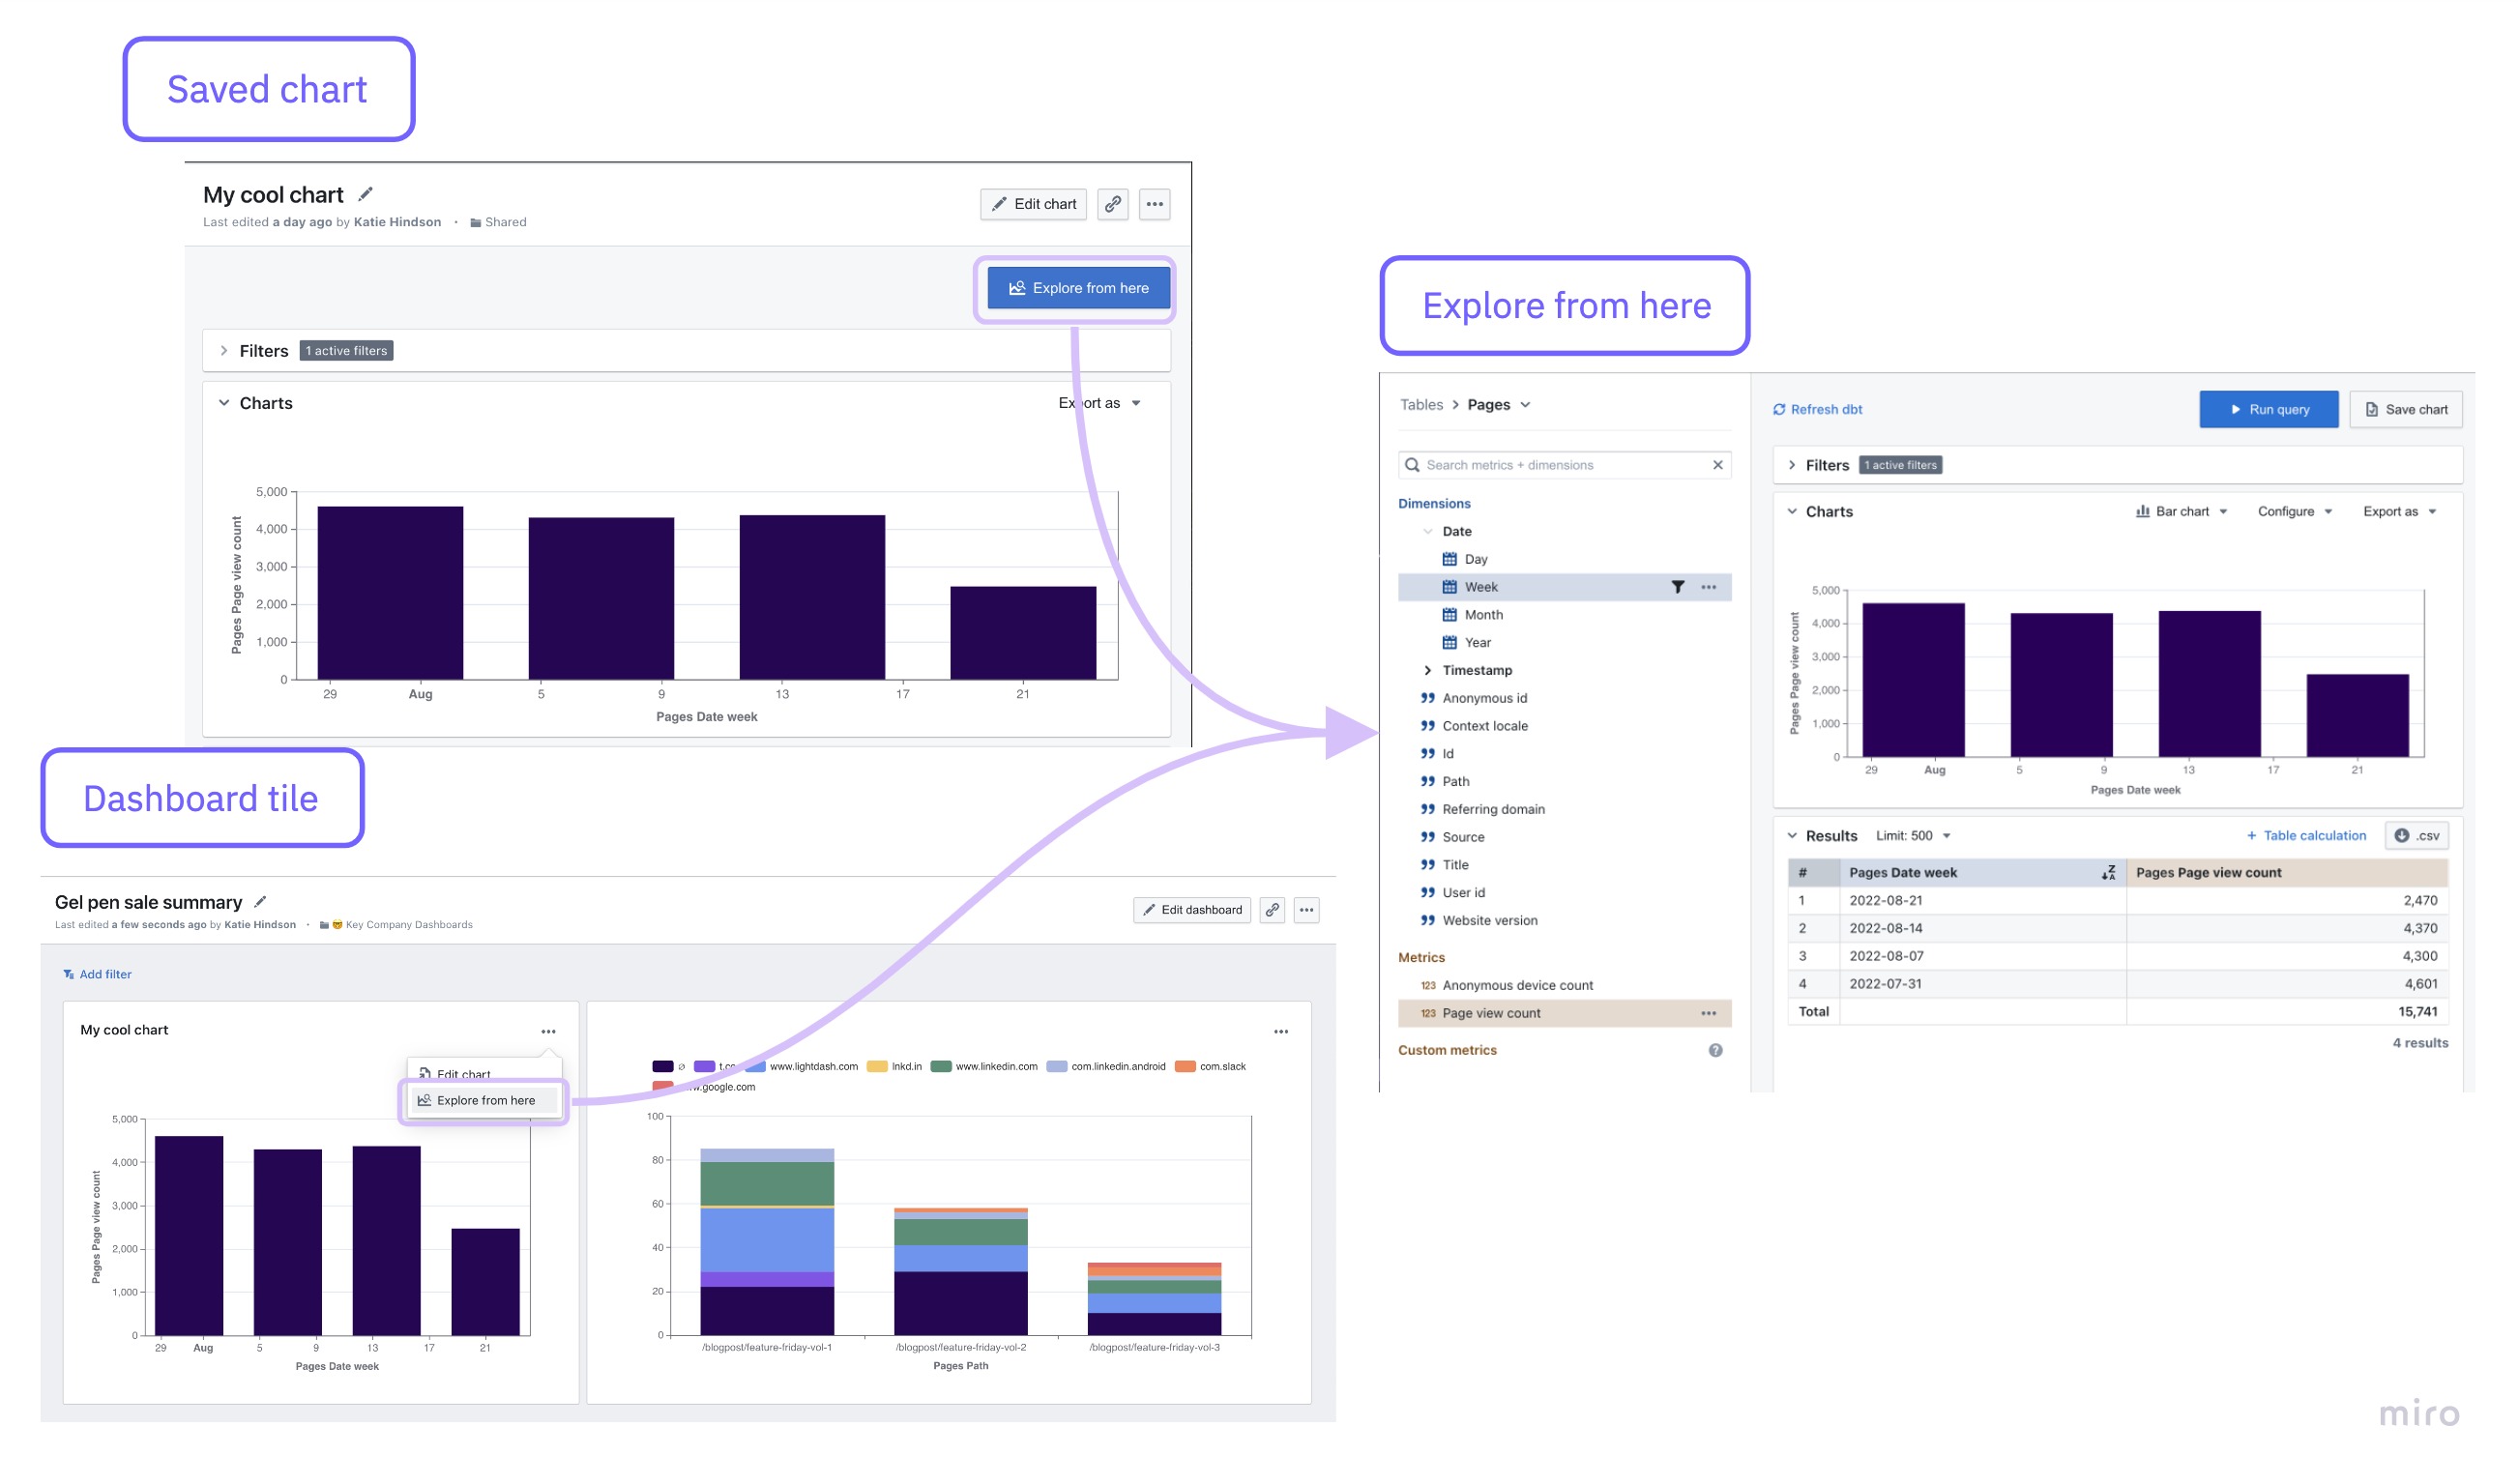 Saved chart
My cool chart
Edit chart
Last edited a day ago by Katie Hindson · Shared
Explore from here
Filters 1 active filters
Charts Export as
5,000
4,000
3,000
2,000
1,000
0
Pages Page view count
29 Aug 5 9 13 17 21
Pages Date week
Dashboard tile
Gel pen sale summary
Edit dashboard
Last edited a few seconds ago by Katie Hindson · Key Company Dashboards
Add filter
My cool chart
Edit chart
Explore from here
5,000
4,000
3,000
2,000
1,000
0
Pages Page view count
29 Aug 5 9 13 17 21
Pages Date week
∅ www.lightdash.com lnkd.in www.linkedin.com com.linkedin.android com.slack
.google.com
100
80
60
40
20
0
/blogpost/feature-friday-vol-1 /blogpost/feature-friday-vol-2 /blogpost/feature-friday-vol-3
Pages Path
Explore from here
Tables > Pages
Search metrics + dimensions
Dimensions
Date
Day
Week
Month
Year
Timestamp
Anonymous id
Context locale
Id
Path
Referring domain
Source
Title
User id
Website version
Metrics
123 Anonymous device count
123 Page view count
Custom metrics
Refresh dbt
Run query
Save chart
Filters 1 active filters
Charts Bar chart Configure Export as
5,000
4,000
3,000
2,000
1,000
0
Pages Page view count
29 Aug 5 9 13 17 21
Pages Date week
Results Limit: 500 + Table calculation .csv
# Pages Date week Pages Page view count
1 2022-08-21 2,470
2 2022-08-14 4,370
3 2022-08-07 4,300
4 2022-07-31 4,601
Total 15,741
4 results
miro